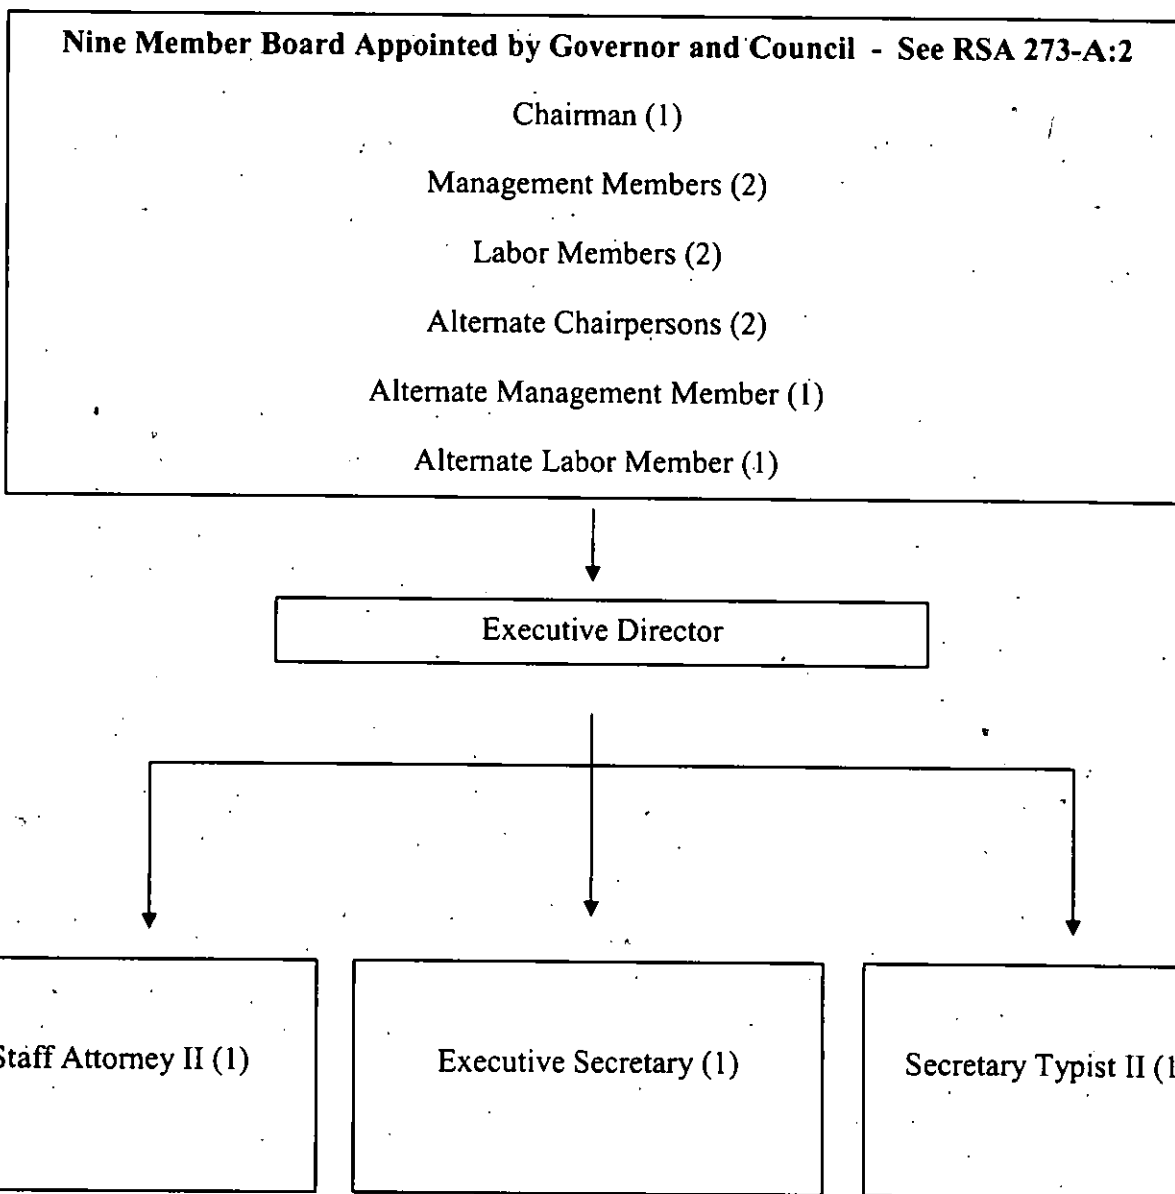 Nine Member Board Appointed by Governor and Council - See RSA 273-A:2
Chairman (1)
Management Members (2)
Labor Members (2)
Alternate Chairpersons (2)
Alternate Management Member (1)
Alternate Labor Member (1)
Executive Director
Staff Attorney II (1)
Executive Secretary (1)
Secretary Typist II (1